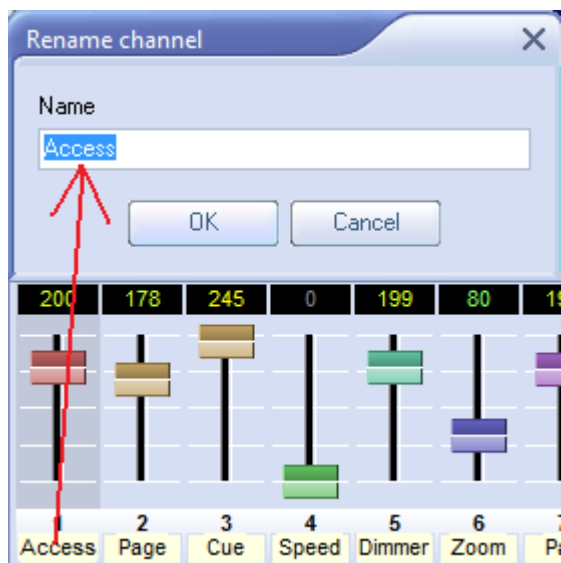 Rename channel
Name
Access
OK Cancel
200 178 245 0 199 80
1 2 3 4 5 6
Access Page Cue Speed Dimmer Zoom